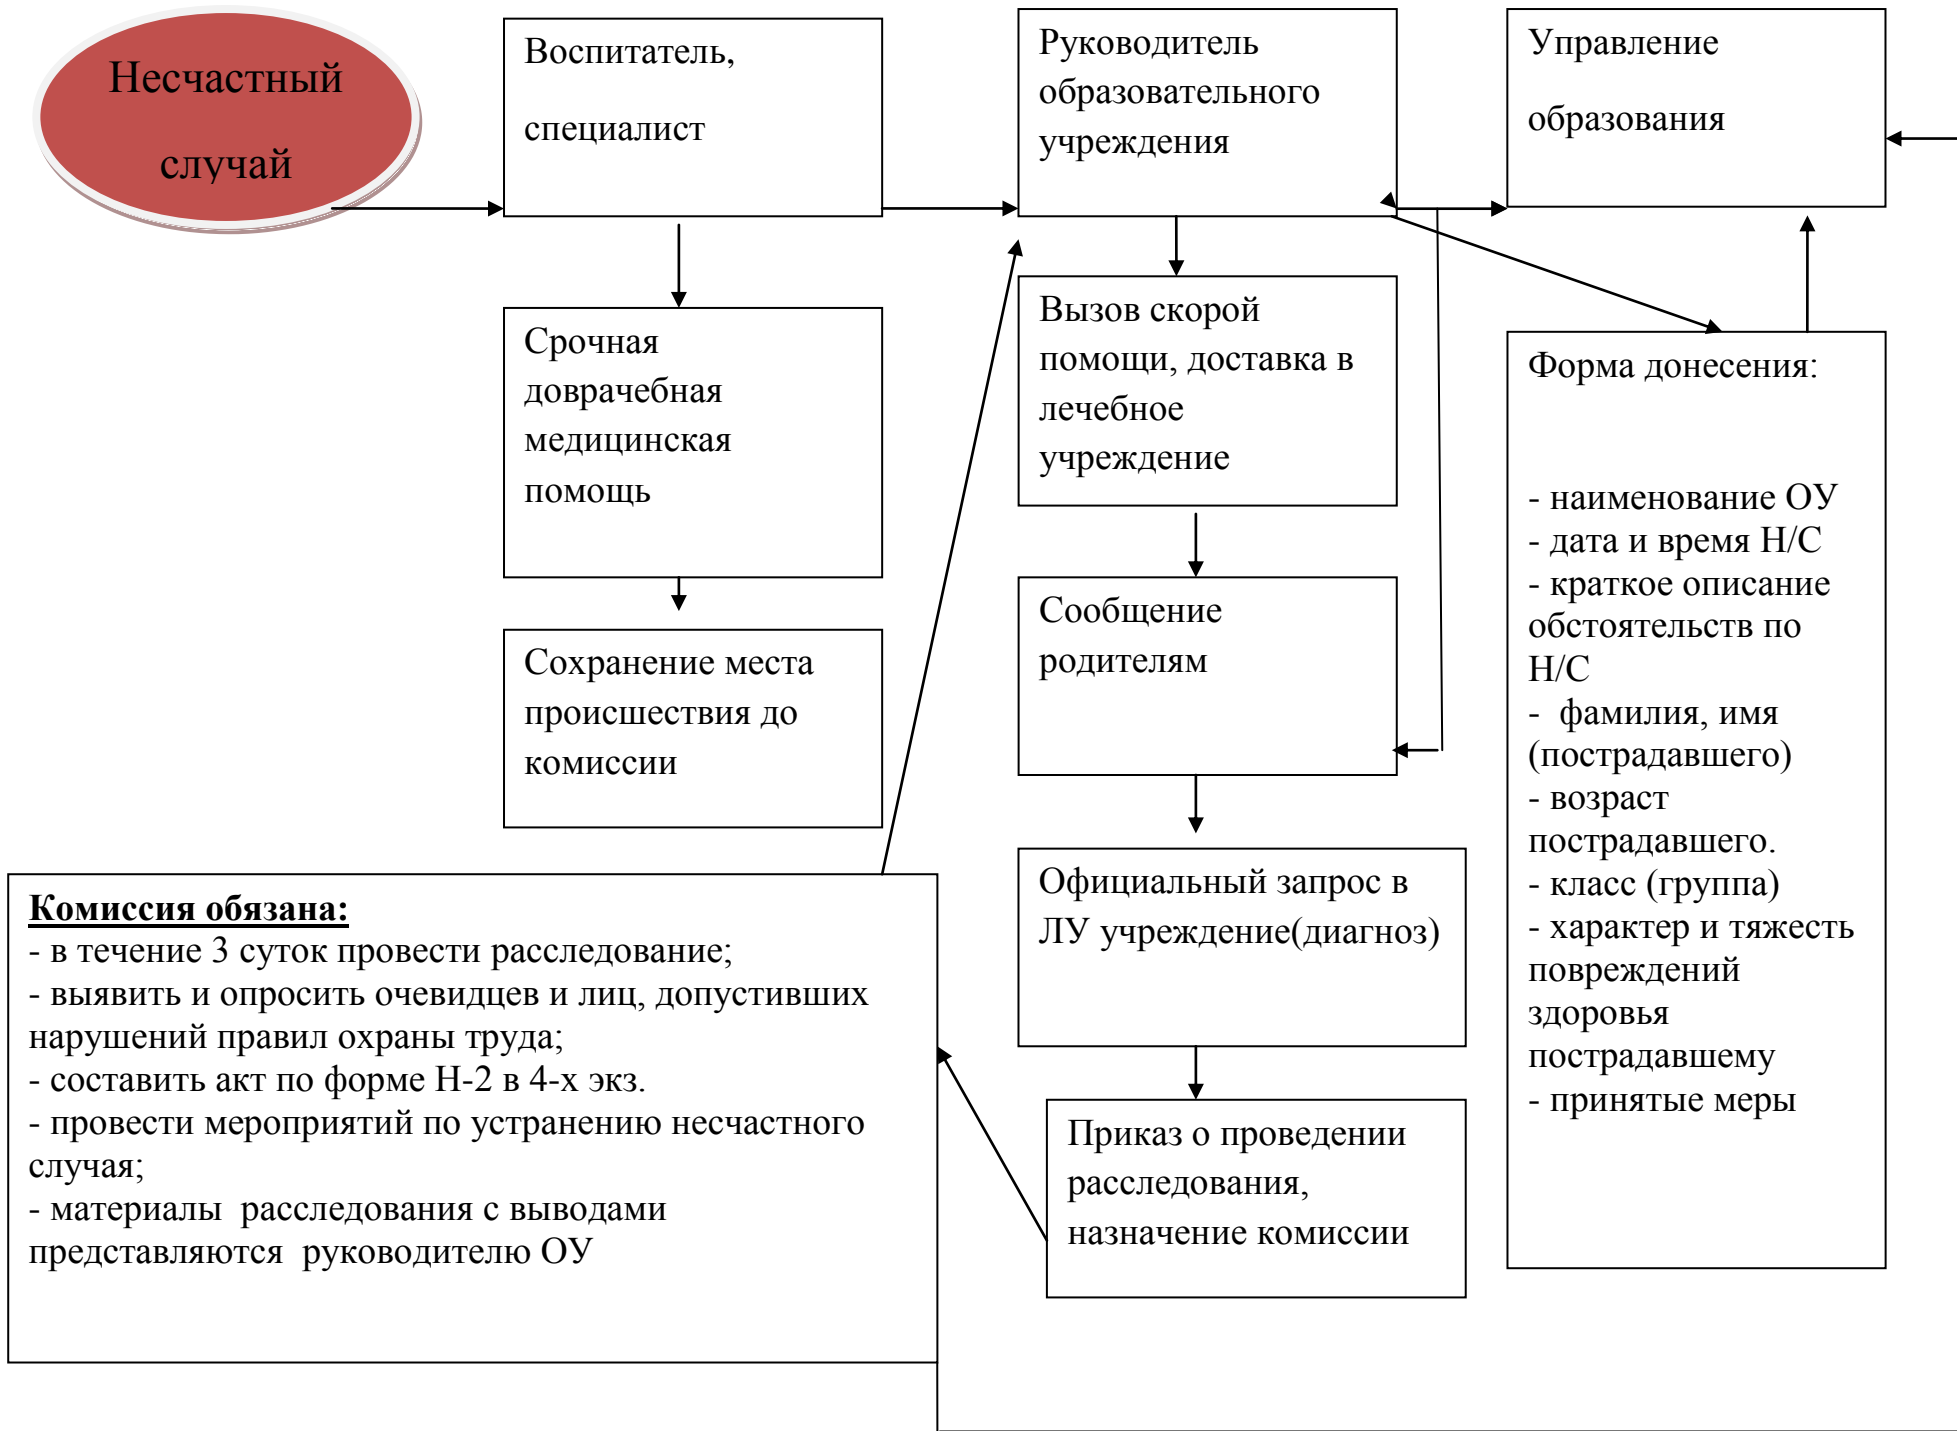 Несчастный
случай
Воспитатель,
специалист
Руководитель
образовательного
учреждения
Управление
образования
Срочная
доврачебная
медицинская
помощь
Вызов скорой
помощи, доставка в
лечебное
учреждение
Форма донесения:
- наименование ОУ
- дата и время Н/С
- краткое описание
обстоятельств по
Н/С
- фамилия, имя
(пострадавшего)
- возраст
пострадавшего.
- класс (группа)
- характер и тяжесть
повреждений
здоровья
пострадавшему
- принятые меры
Сохранение места
происшествия до
комиссии
Сообщение
родителям
Официальный запрос в
ЛУ учреждение(диагноз)
Приказ о проведении
расследования,
назначение комиссии
Комиссия обязана:
- в течение 3 суток провести расследование;
- выявить и опросить очевидцев и лиц, допустивших
нарушений правил охраны труда;
- составить акт по форме Н-2 в 4-х экз.
- провести мероприятий по устранению несчастного
случая;
- материалы расследования с выводами
представляются руководителю ОУ